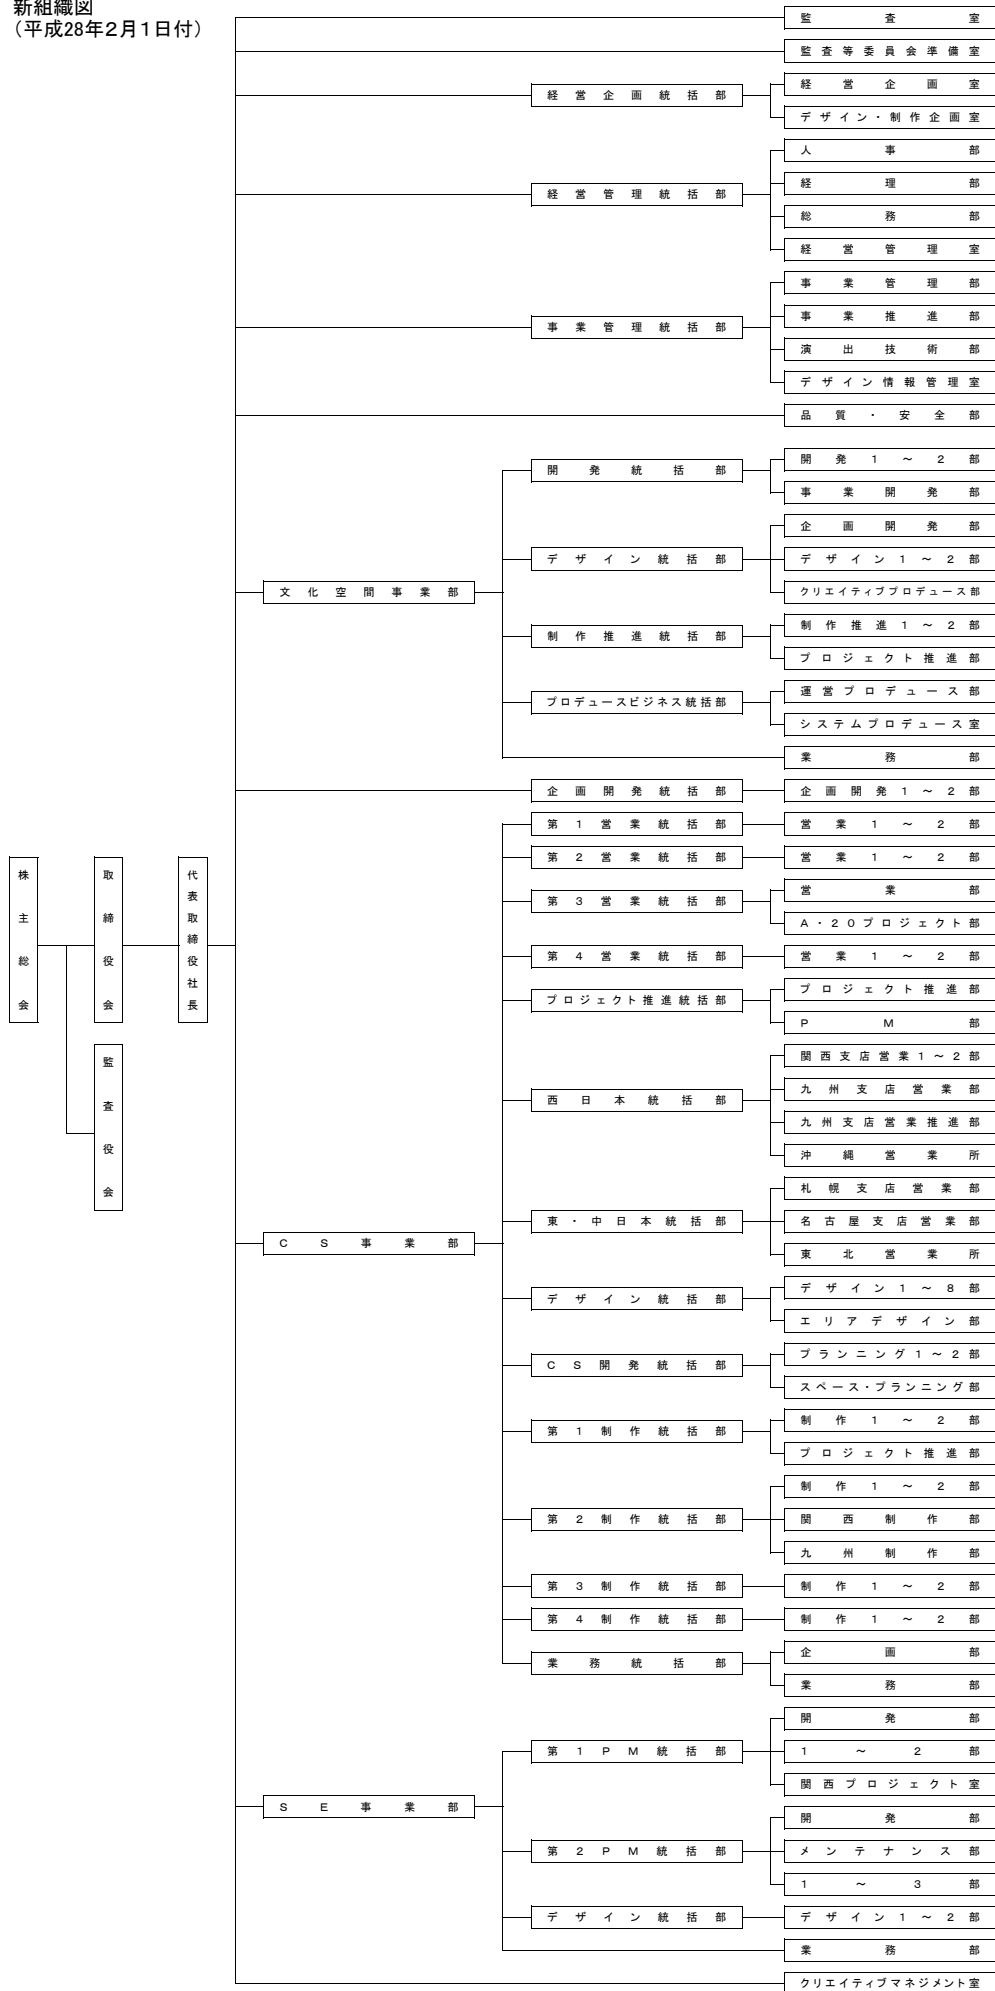 新組織図
（平成28年2月1日付）
監査室
監査等委員会準備室
経営企画統括部
経営企画室
デザイン・制作企画室
経営管理統括部
人事部
経理部
総務部
経営管理室
事業管理統括部
事業管理部
事業推進部
演出技術部
デザイン情報管理室
品質・安全部
文化空間事業部
開発統括部
開発1～2部
事業開発部
デザイン統括部
企画開発部
デザイン1～2部
クリエイティブプロデュース部
制作推進統括部
制作推進1～2部
プロジェクト推進部
プロデュースビジネス統括部
運営プロデュース部
システムプロデュース室
業務部
企画開発統括部
企画開発1～2部
株主総会
取締役会
代表取締役社長
監査役会
CS事業部
第1営業統括部
営業1～2部
第2営業統括部
営業1～2部
第3営業統括部
営業部
A・20プロジェクト部
第4営業統括部
営業1～2部
プロジェクト推進統括部
プロジェクト推進部
PM部
西日本統括部
関西支店営業1～2部
九州支店営業部
九州支店営業推進部
沖縄営業所
東・中日本統括部
札幌支店営業部
名古屋支店営業部
東北営業所
デザイン統括部
デザイン1～8部
エリアデザイン部
CS開発統括部
プランニング1～2部
スペース・プランニング部
第1制作統括部
制作1～2部
プロジェクト推進部
第2制作統括部
制作1～2部
関西制作部
九州制作部
第3制作統括部
制作1～2部
第4制作統括部
制作1～2部
業務統括部
企画部
業務部
SE事業部
第1PM統括部
開発部
1～2部
関西プロジェクト室
第2PM統括部
開発部
メンテナンス部
1～3部
デザイン統括部
デザイン1～2部
業務部
クリエイティブマネジメント室